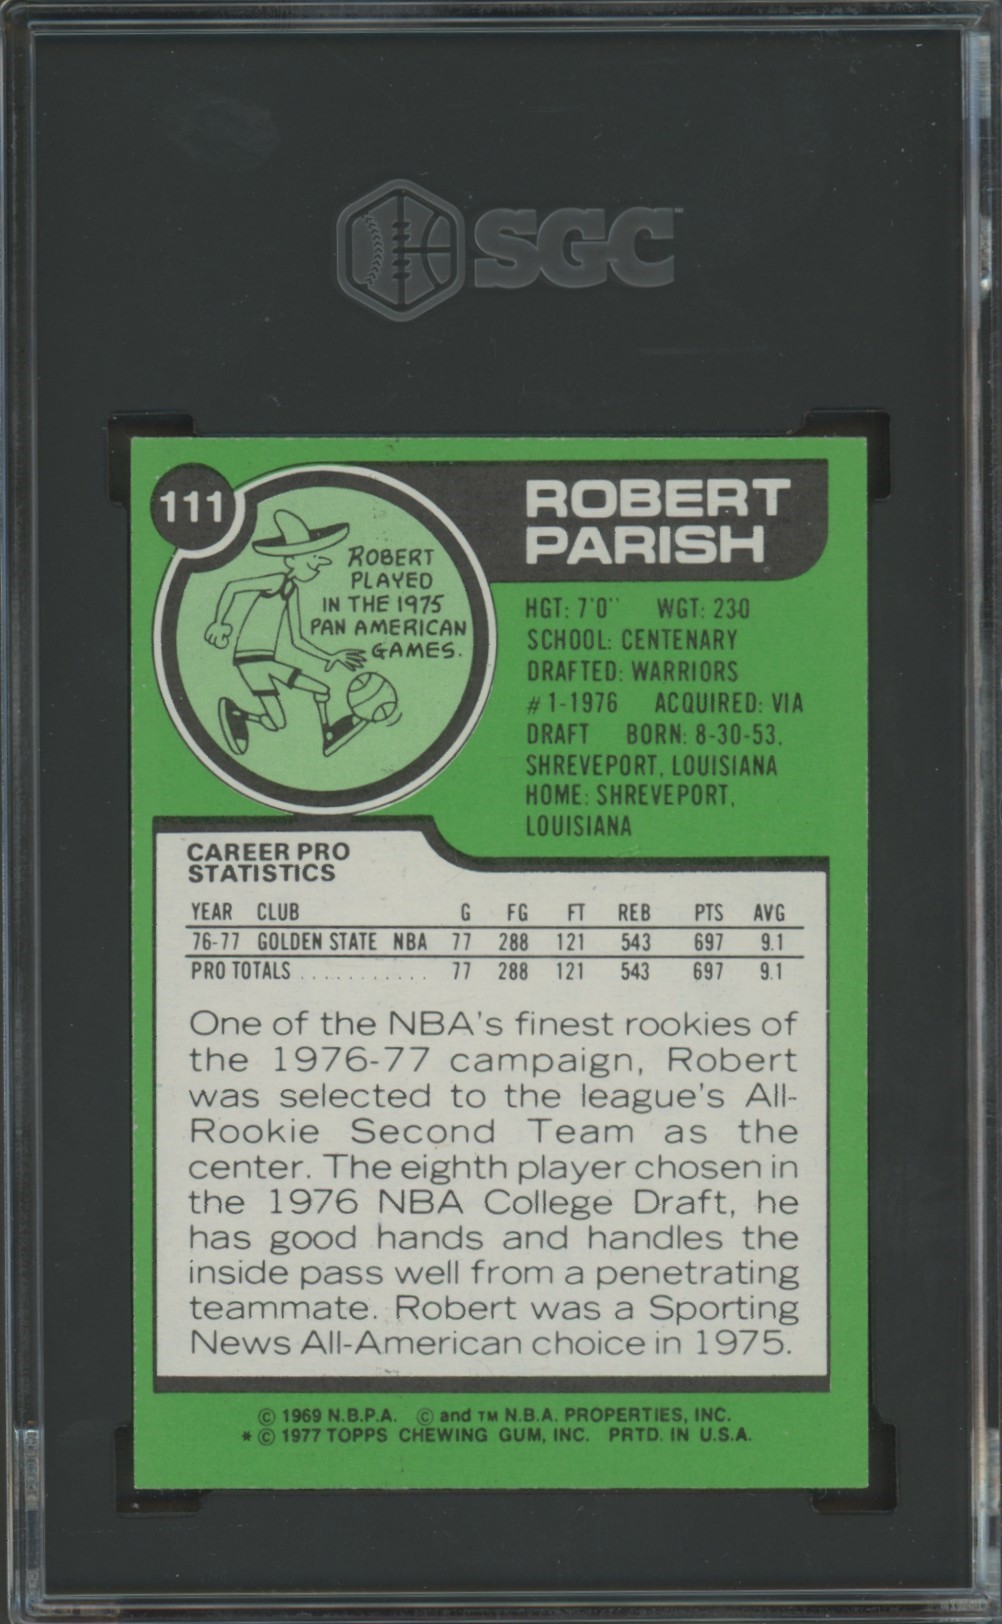 SGC
111
ROBERT
PARISH
ROBERT
PLAYED
IN THE 1975
PAN AMERICAN
GAMES.
HGT: 7'0" WGT: 230
SCHOOL: CENTENARY
DRAFTED: WARRIORS
#1-1976 ACQUIRED: VIA
DRAFT BORN: 8-30-53,
SHREVEPORT, LOUISIANA
HOME: SHREVEPORT,
LOUISIANA
CAREER PRO
STATISTICS
YEAR CLUB G FG FT REB PTS AVG
76-77 GOLDEN STATE NBA 77 288 121 543 697 9.1
PRO TOTALS . . . . . . . . . . . 77 288 121 543 697 9.1
One of the NBA's finest rookies of
the 1976-77 campaign, Robert
was selected to the league's All-
Rookie Second Team as the
center. The eighth player chosen in
the 1976 NBA College Draft, he
has good hands and handles the
inside pass well from a penetrating
teammate. Robert was a Sporting
News All-American choice in 1975.
© 1969 N.B.P.A. © and TM N.B.A. PROPERTIES, INC.
* © 1977 TOPPS CHEWING GUM, INC. PRTD. IN U.S.A.